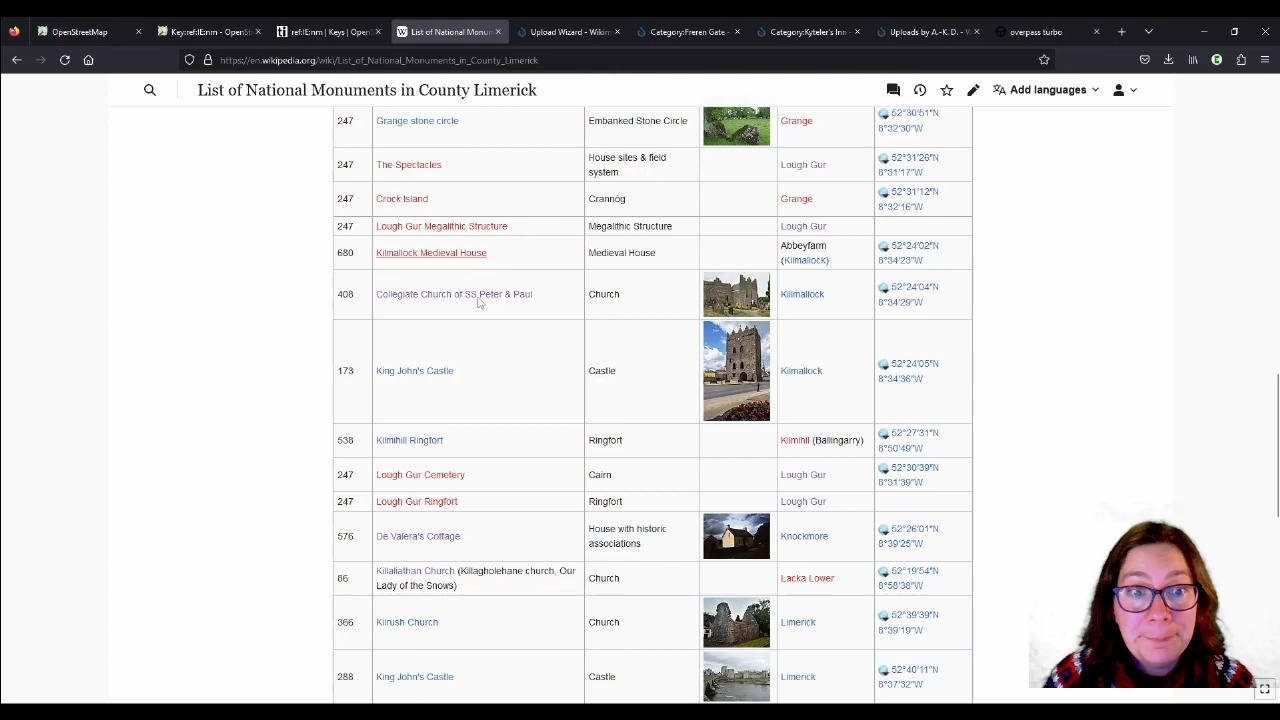 OpenStreetMap
Key:ref:IE:nm - OpenStr
ref:IE:nm | Keys | OpenS
List of National Monum
Upload Wizard - Wikim
Category:Freren Gate -
Category:Kyteler's Inn -
Uploads by A.-K. D. - W
overpass turbo
https://en.wikipedia.org/wiki/List_of_National_Monuments_in_County_Limerick
List of National Monuments in County Limerick
Add languages
247 Grange stone circle Embanked Stone Circle Grange 52°30′51″N
8°32′30″W
247 The Spectacles House sites & field Lough Gur 52°31′26″N
system 8°31′17″W
247 Crock Island Crannóg Grange 52°31′12″N
8°32′16″W
247 Lough Gur Megalithic Structure Megalithic Structure Lough Gur
680 Kilmallock Medieval House Medieval House Abbeyfarm 52°24′02″N
(Kilmallock) 8°34′23″W
408 Collegiate Church of SS Peter & Paul Church Killmallock 52°24′04″N
8°34′29″W
173 King John's Castle Castle Kilmallock 52°24′05″N
8°34′36″W
538 Kilmihill Ringfort Ringfort Kilmihil (Ballingarry) 52°27′31″N
8°50′49″W
247 Lough Gur Cemetery Cairn Lough Gur 52°30′39″N
8°31′39″W
247 Lough Gur Ringfort Ringfort Lough Gur
576 De Valera's Cottage House with historic Knockmore 52°26′01″N
associations 8°39′25″W
86 Killaliathan Church (Killagholehane church, Our Church Lacka Lower 52°19′54″N
Lady of the Snows) 8°58′38″W
366 Kilrush Church Church Limerick 52°39′39″N
8°39′19″W
288 King John's Castle Castle Limerick 52°40′11″N
8°37′32″W